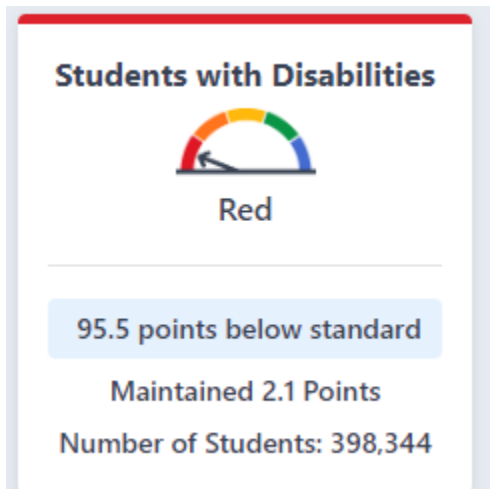 Students with Disabilities
Red
95.5 points below standard
Maintained 2.1 Points
Number of Students: 398,344